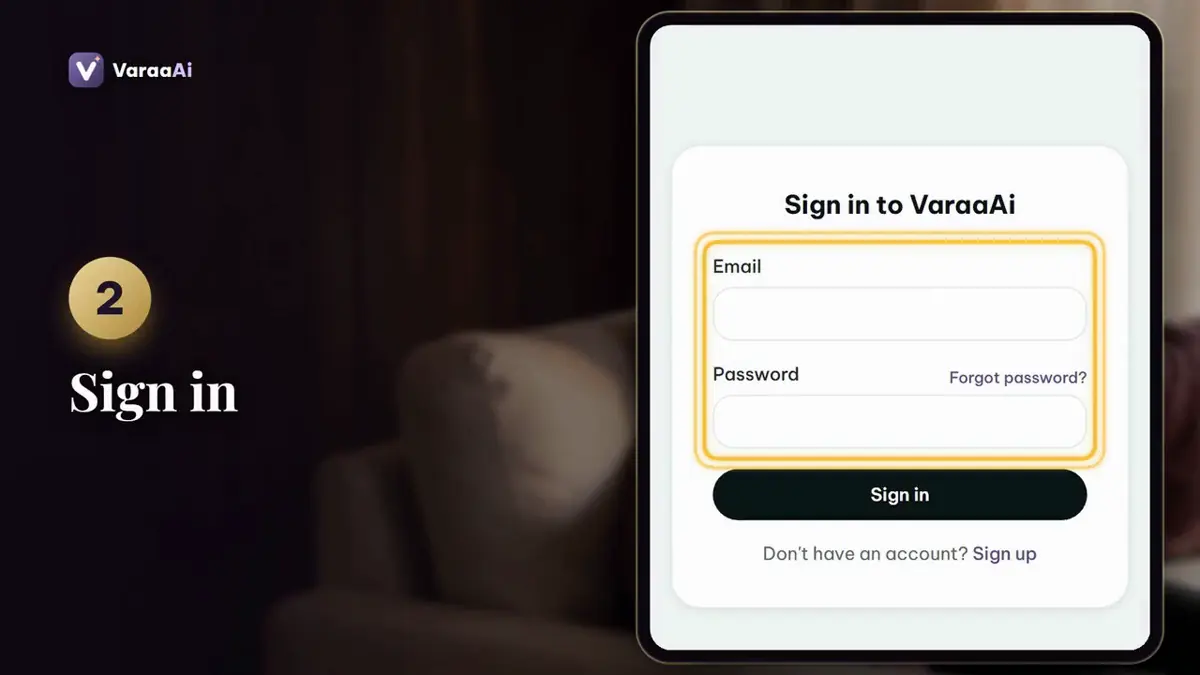 VaraaAi
2
Sign in
Sign in to VaraaAi
Email
Password
Forgot password?
Sign in
Don't have an account? Sign up